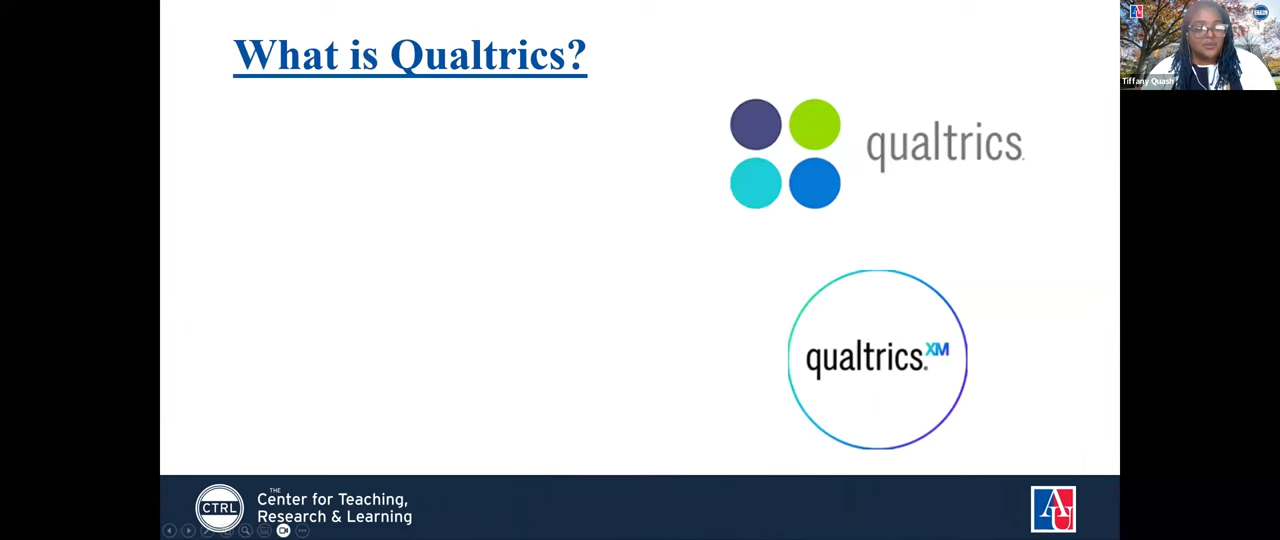 What is Qualtrics?
Tiffany Quash
qualtrics.
qualtrics.XM
CTRL
THE
Center for Teaching,
Research & Learning
AU